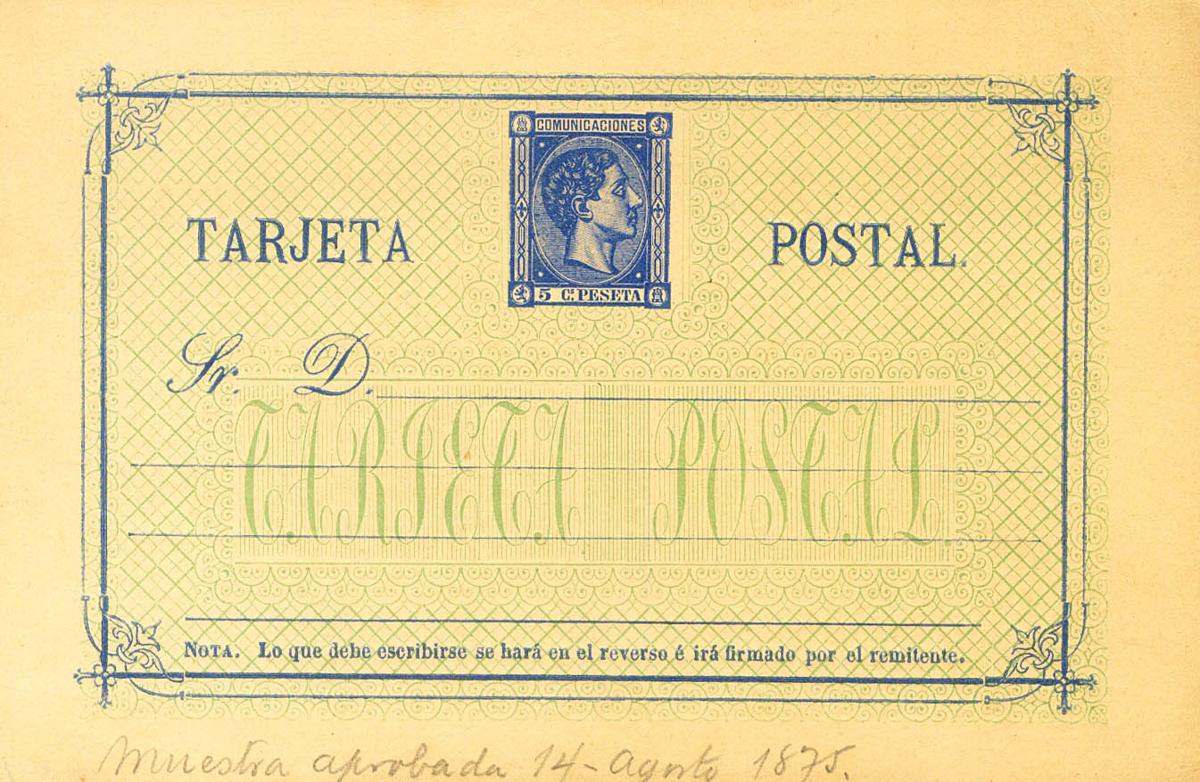 COMUNICACIONES
5 C. PESETA
TARJETA POSTAL.
Sr. D.
TARJETA POSTAL.
NOTA. Lo que debe escribirse se hará en el reverso é irá firmado por el remitente.
Muestra aprobada 14 - Agosto 1875.